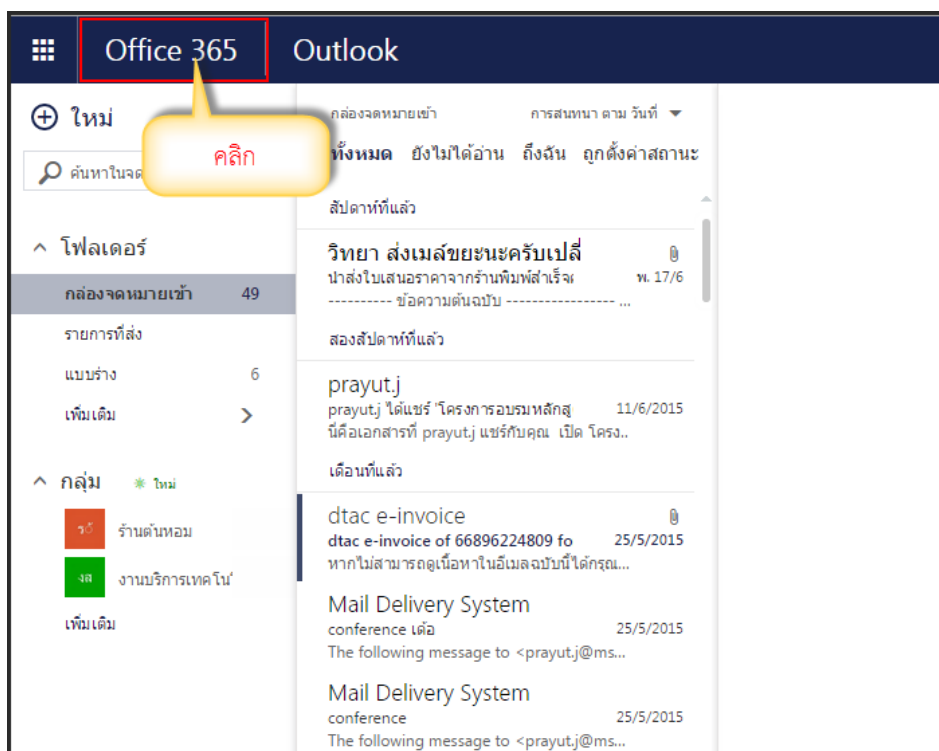 Office 365 Outlook
คลิก
ใหม่
ค้นหาในจด
โฟลเดอร์
กล่องจดหมายเข้า 49
รายการที่ส่ง
แบบร่าง 6
เพิ่มเติม
กลุ่ม ใหม่
ร้านต้นหอม
งส งานบริการเทคโน
เพิ่มเติม
กล่องจดหมายเข้า การสนทนา ตาม วันที่
ทั้งหมด ยังไม่ได้อ่าน ถึงฉัน ถูกตั้งค่าสถานะ
สัปดาห์ที่แล้ว
วิทยา ส่งเมล์ขยะนะครับเปลี่
นำส่งใบเสนอราคาจากร้านพิมพ์สำเร็จ พ. 17/6
---------- ข้อความต้นฉบับ ----------------- ...
สองสัปดาห์ที่แล้ว
prayut.j
prayut.j ได้แชร์ 'โครงการอบรมหลักสู 11/6/2015
นี่คือเอกสารที่ prayut.j แชร์กับคุณ เปิด โครง..
เดือนที่แล้ว
dtac e-invoice
dtac e-invoice of 66896224809 fo 25/5/2015
หากไม่สามารถดูเนื้อหาในอีเมลฉบับนี้ได้กรุณ...
Mail Delivery System
conference เด้อ 25/5/2015
The following message to <prayut.j@ms...
Mail Delivery System
conference 25/5/2015
The following message to <prayut.j@ms...